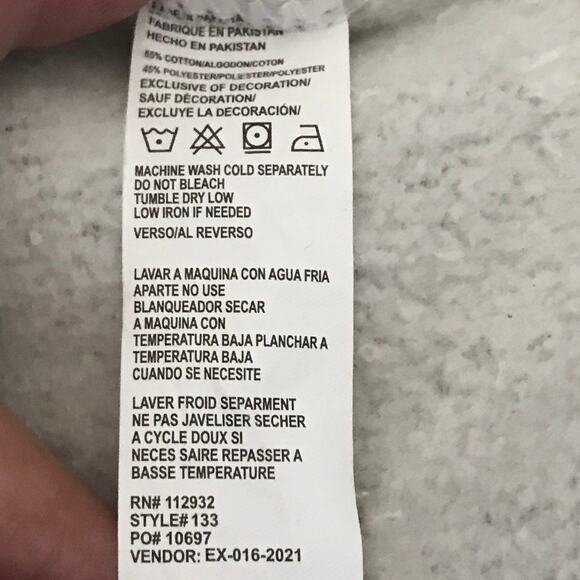 FABRIQUE EN PAKISTAN
HECHO EN PAKISTAN
55% COTTON/ALGODON/COTON
45% POLYESTER/POLIESTER/POLYESTER
EXCLUSIVE OF DECORATION/
SAUF DÉCORATION/
EXCLUYE LA DECORACIÓN/
MACHINE WASH COLD SEPARATELY
DO NOT BLEACH
TUMBLE DRY LOW
LOW IRON IF NEEDED
VERSO/AL REVERSO
LAVAR A MAQUINA CON AGUA FRIA
APARTE NO USE
BLANQUEADOR SECAR
A MAQUINA CON
TEMPERATURA BAJA PLANCHAR A
TEMPERATURA BAJA
CUANDO SE NECESITE
LAVER FROID SEPARMENT
NE PAS JAVELISER SECHER
A CYCLE DOUX SI
NECES SAIRE REPASSER A
BASSE TEMPERATURE
RN# 112932
STYLE# 133
PO# 10697
VENDOR: EX-016-2021